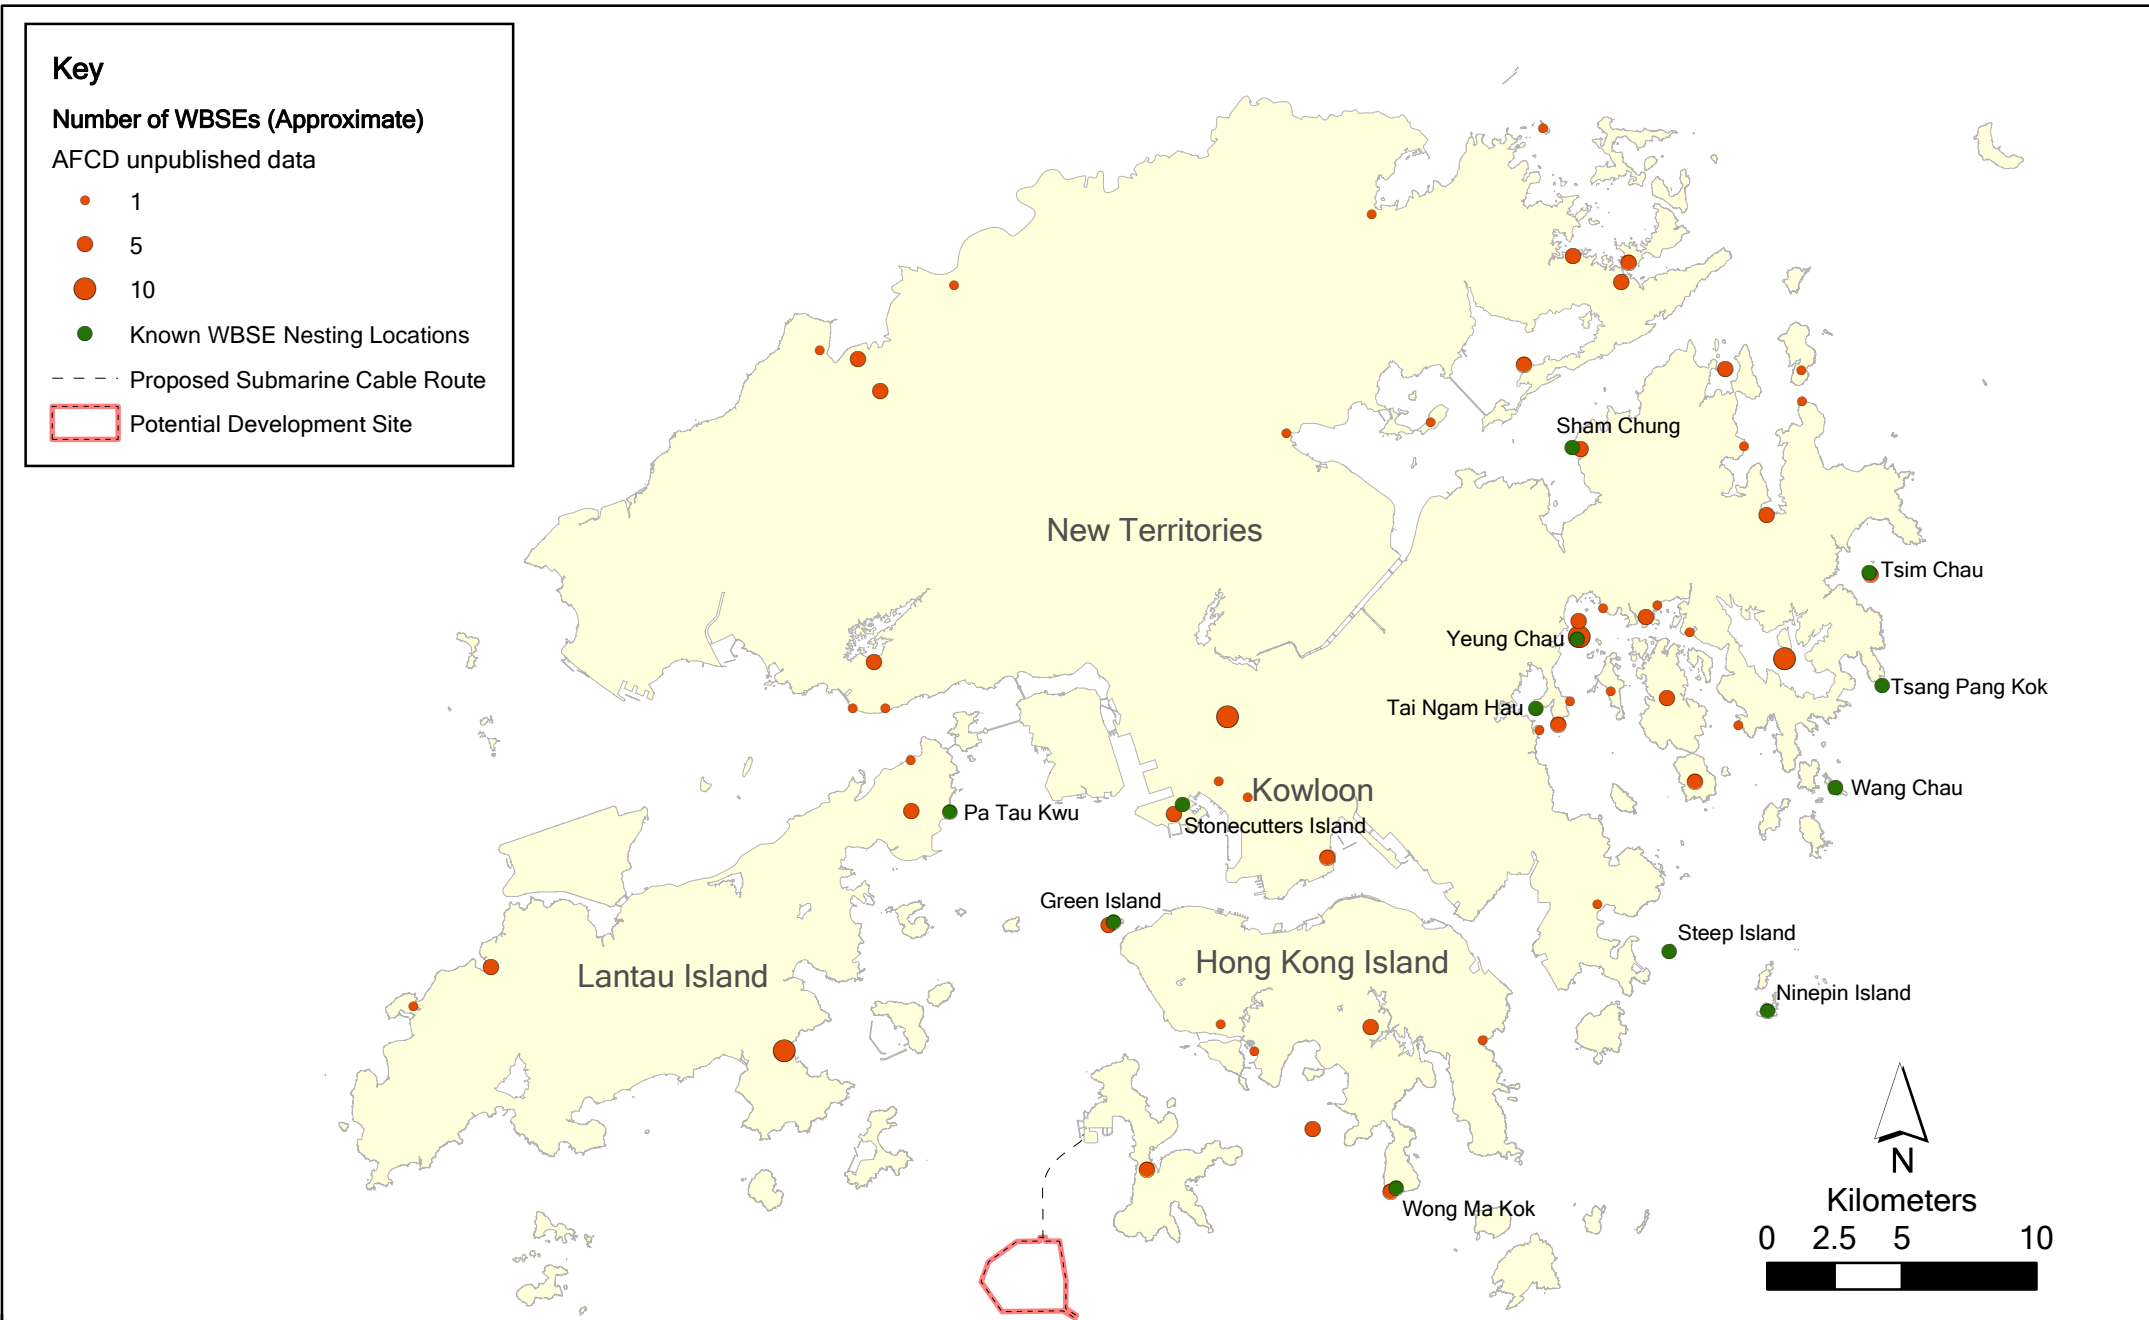 Key
Number of WBSEs (Approximate)
AFCD unpublished data
1
5
10
Known WBSE Nesting Locations
Proposed Submarine Cable Route
Potential Development Site
Sham Chung
New Territories
Tsim Chau
Yeung Chau
Tsang Pang Kok
Tai Ngam Hau
Kowloon
Wang Chau
Pa Tau Kwu
Stonecutters Island
Green Island
Steep Island
Hong Kong Island
Lantau Island
Ninepin Island
N
Wong Ma Kok
Kilometers
0 2.5 5 10